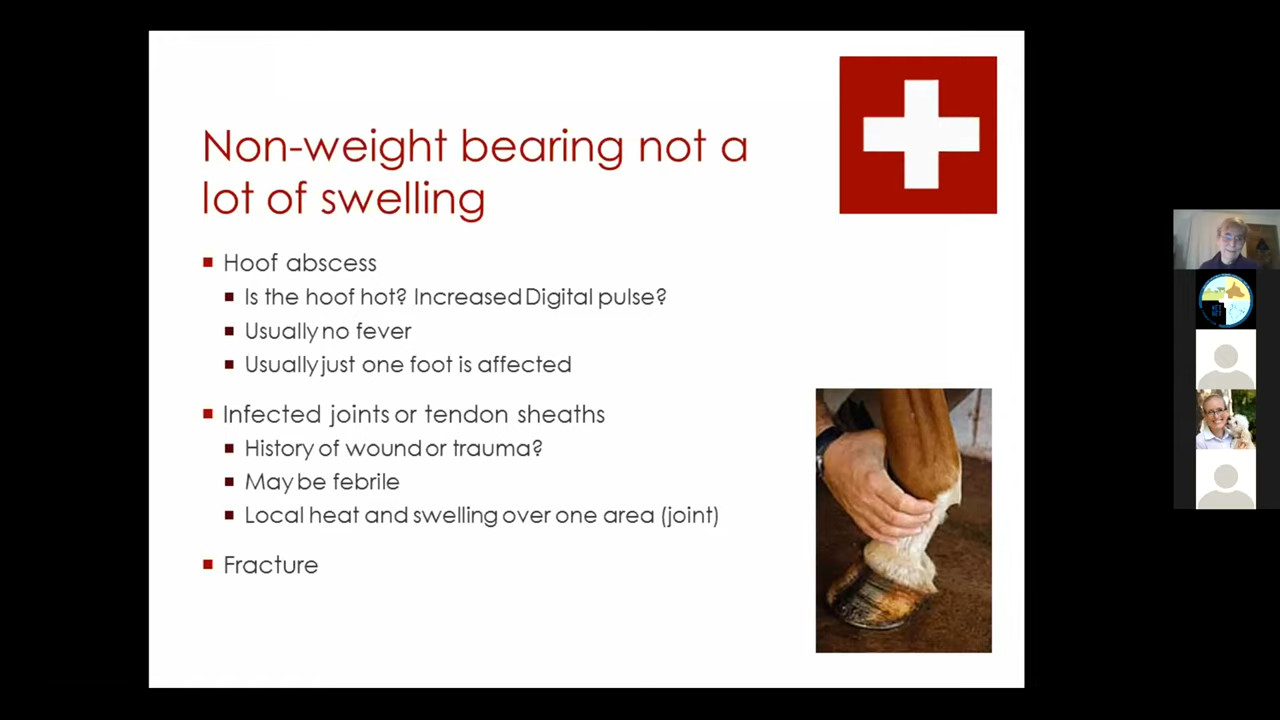 Non-weight bearing not a
lot of swelling
Hoof abscess
Is the hoof hot? Increased Digital pulse?
Usually no fever
Usually just one foot is affected
Infected joints or tendon sheaths
History of wound or trauma?
May be febrile
Local heat and swelling over one area (joint)
Fracture